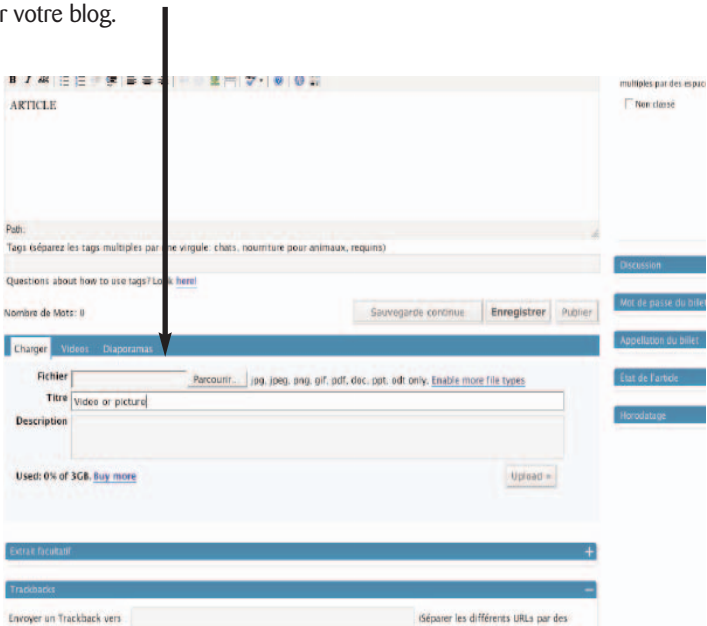 r votre blog.
multiples par des espac
ARTICLE
Non classé
Path:
Tags (séparez les tags multiples par une virgule: chats, nourriture pour animaux, requins)
Questions about how to use tags? Look here!
Nombre de Mots: 0
Sauvegarde continue
Enregistrer
Publier
Discussion
Mot de passe du billet
Appellation du billet
État de l'article
Horodatage
Charger Videos Diaporamas
Fichier
Parcourir...
jpg, jpeg, png, gif, pdf, doc, ppt, odt only. Enable more file types
Titre
Video or picture
Description
Used: 0% of 3GB. Buy more
Upload »
Extrait facultatif
Trackbacks
Envoyer un Trackback vers
(Séparer les différents URLs par des